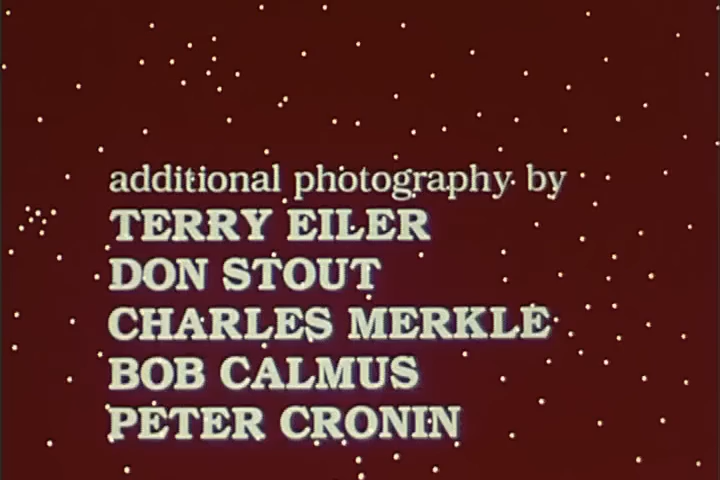 additional photography by
TERRY EILER
DON STOUT
CHARLES MERKLE
BOB CALMUS
PETER CRONIN